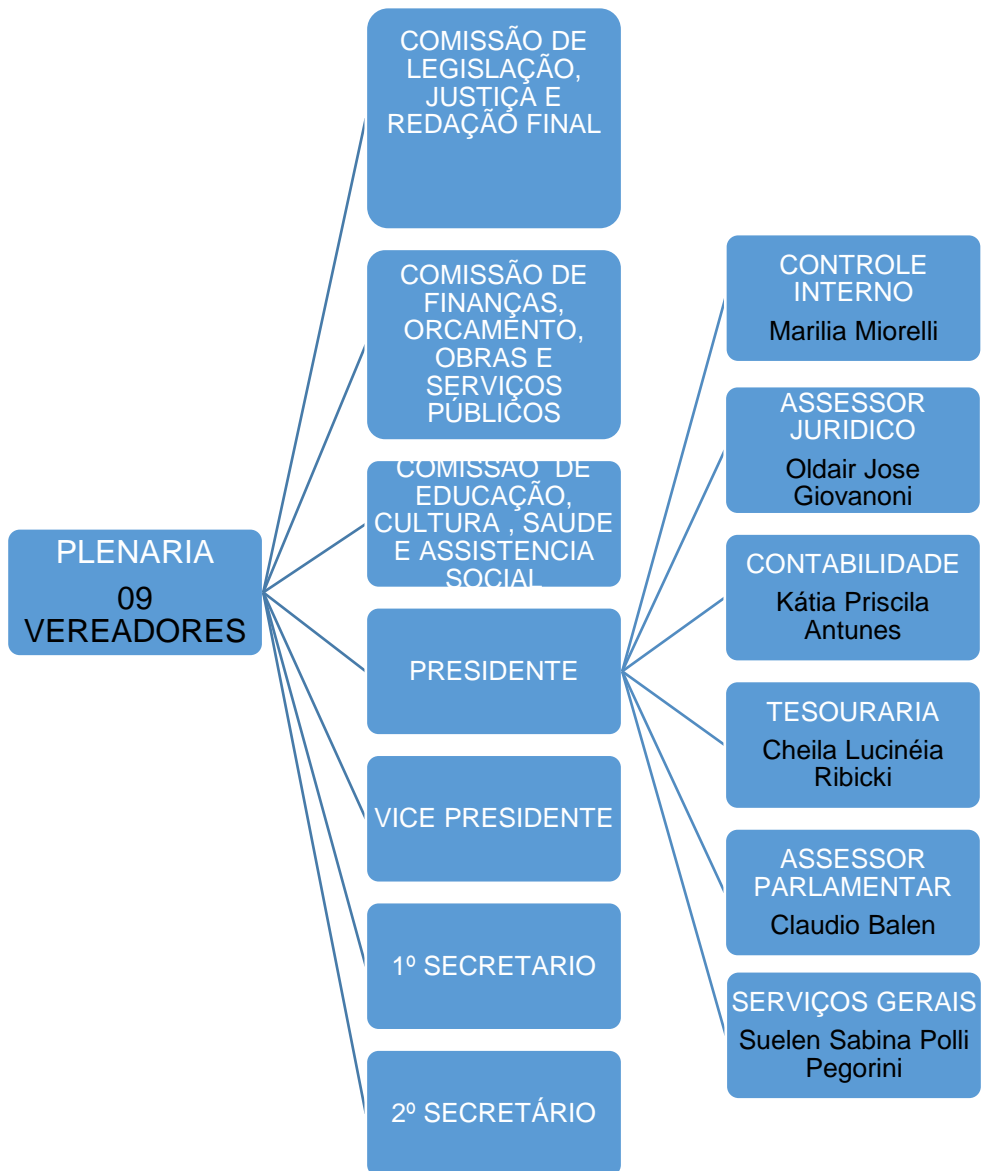 PLENARIA
09
VEREADORES
COMISSÃO DE
LEGISLAÇÃO,
JUSTIÇA E
REDAÇÃO FINAL
COMISSÃO DE
FINANÇAS,
ORCAMENTO,
OBRAS E
SERVIÇOS
PÚBLICOS
COMISSÃO DE
EDUCAÇÃO,
CULTURA , SAÚDE
E ASSISTENCIA
SOCIAL
PRESIDENTE
VICE PRESIDENTE
1º SECRETARIO
2º SECRETÁRIO
CONTROLE
INTERNO
Marilia Miorelli
ASSESSOR
JURIDICO
Oldair Jose
Giovanoni
CONTABILIDADE
Kátia Priscila
Antunes
TESOURARIA
Cheila Lucinéia
Ribicki
ASSESSOR
PARLAMENTAR
Claudio Balen
SERVIÇOS GERAIS
Suelen Sabina Polli
Pegorini